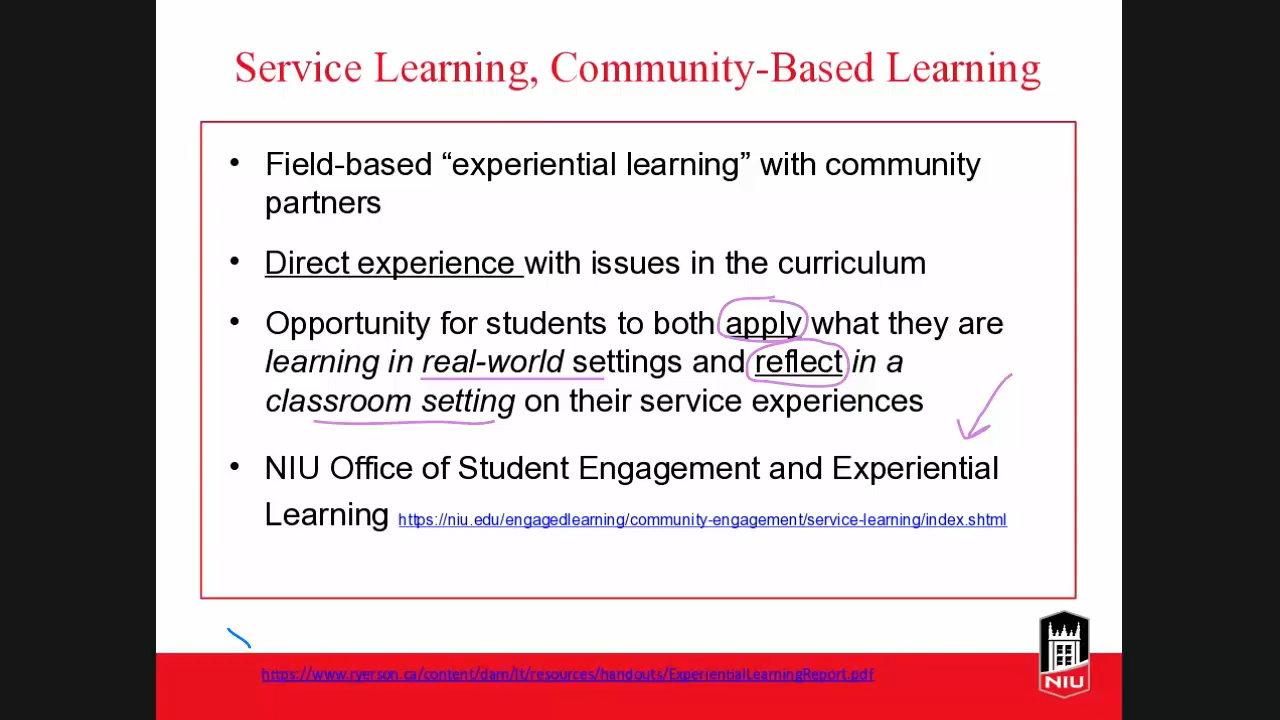 Service Learning, Community-Based Learning
• Field-based “experiential learning” with community
partners
• Direct experience with issues in the curriculum
• Opportunity for students to both apply what they are
learning in real-world settings and reflect in a
classroom setting on their service experiences
• NIU Office of Student Engagement and Experiential
Learning https://niu.edu/engagedlearning/community-engagement/service-learning/index.shtml
https://www.ryerson.ca/content/dam/lt/resources/handouts/ExperientialLearningReport.pdf
NIU